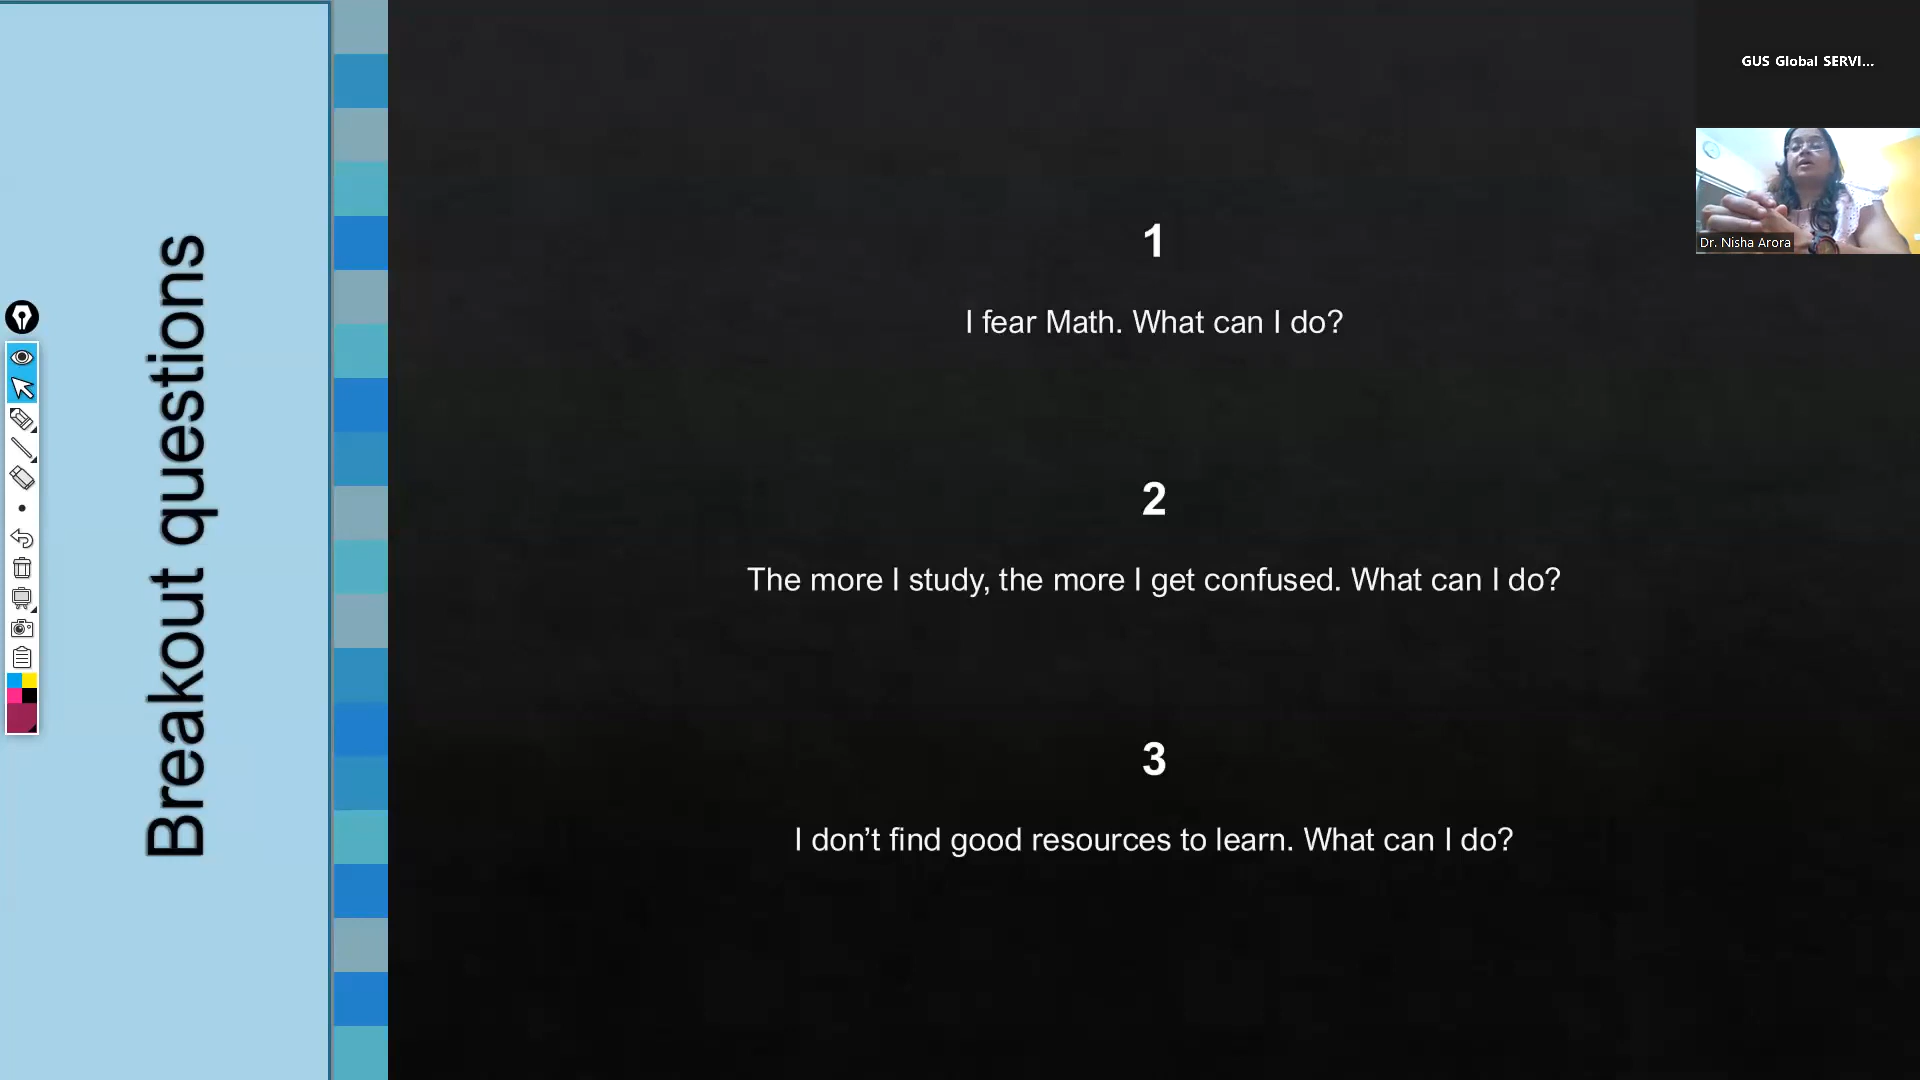 Breakout questions
1
I fear Math. What can I do?
2
The more I study, the more I get confused. What can I do?
3
I don’t find good resources to learn. What can I do?
GUS Global SERVI...
Dr. Nisha Arora